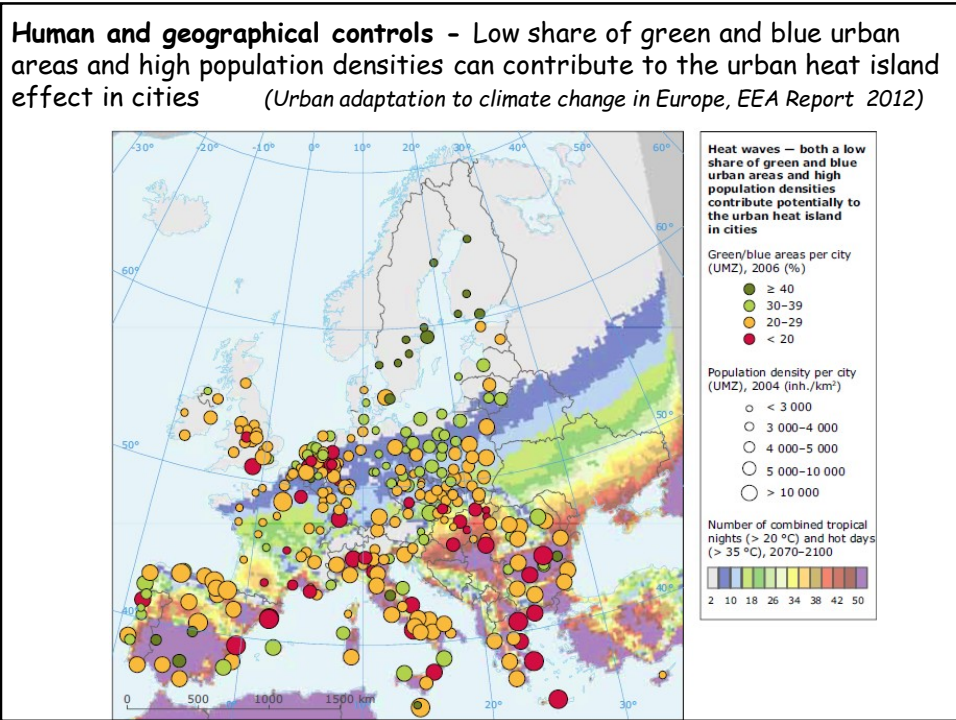 Human and geographical controls - Low share of green and blue urban
areas and high population densities can contribute to the urban heat island
effect in cities (Urban adaptation to climate change in Europe, EEA Report 2012)
-30° -20° -10° 0° 10° 20° 30° 40° 50° 60°
60°
60°
50°
50°
40°
40°
0 500 1000 1500 km
0° 10° 20° 30°
Heat waves — both a low
share of green and blue
urban areas and high
population densities
contribute potentially to
the urban heat island
in cities
Green/blue areas per city
(UMZ), 2006 (%)
≥ 40
30–39
20–29
< 20
Population density per city
(UMZ), 2004 (inh./km²)
< 3 000
3 000–4 000
4 000–5 000
5 000–10 000
> 10 000
Number of combined tropical
nights (> 20 °C) and hot days
(> 35 °C), 2070–2100
2 10 18 26 34 38 42 50